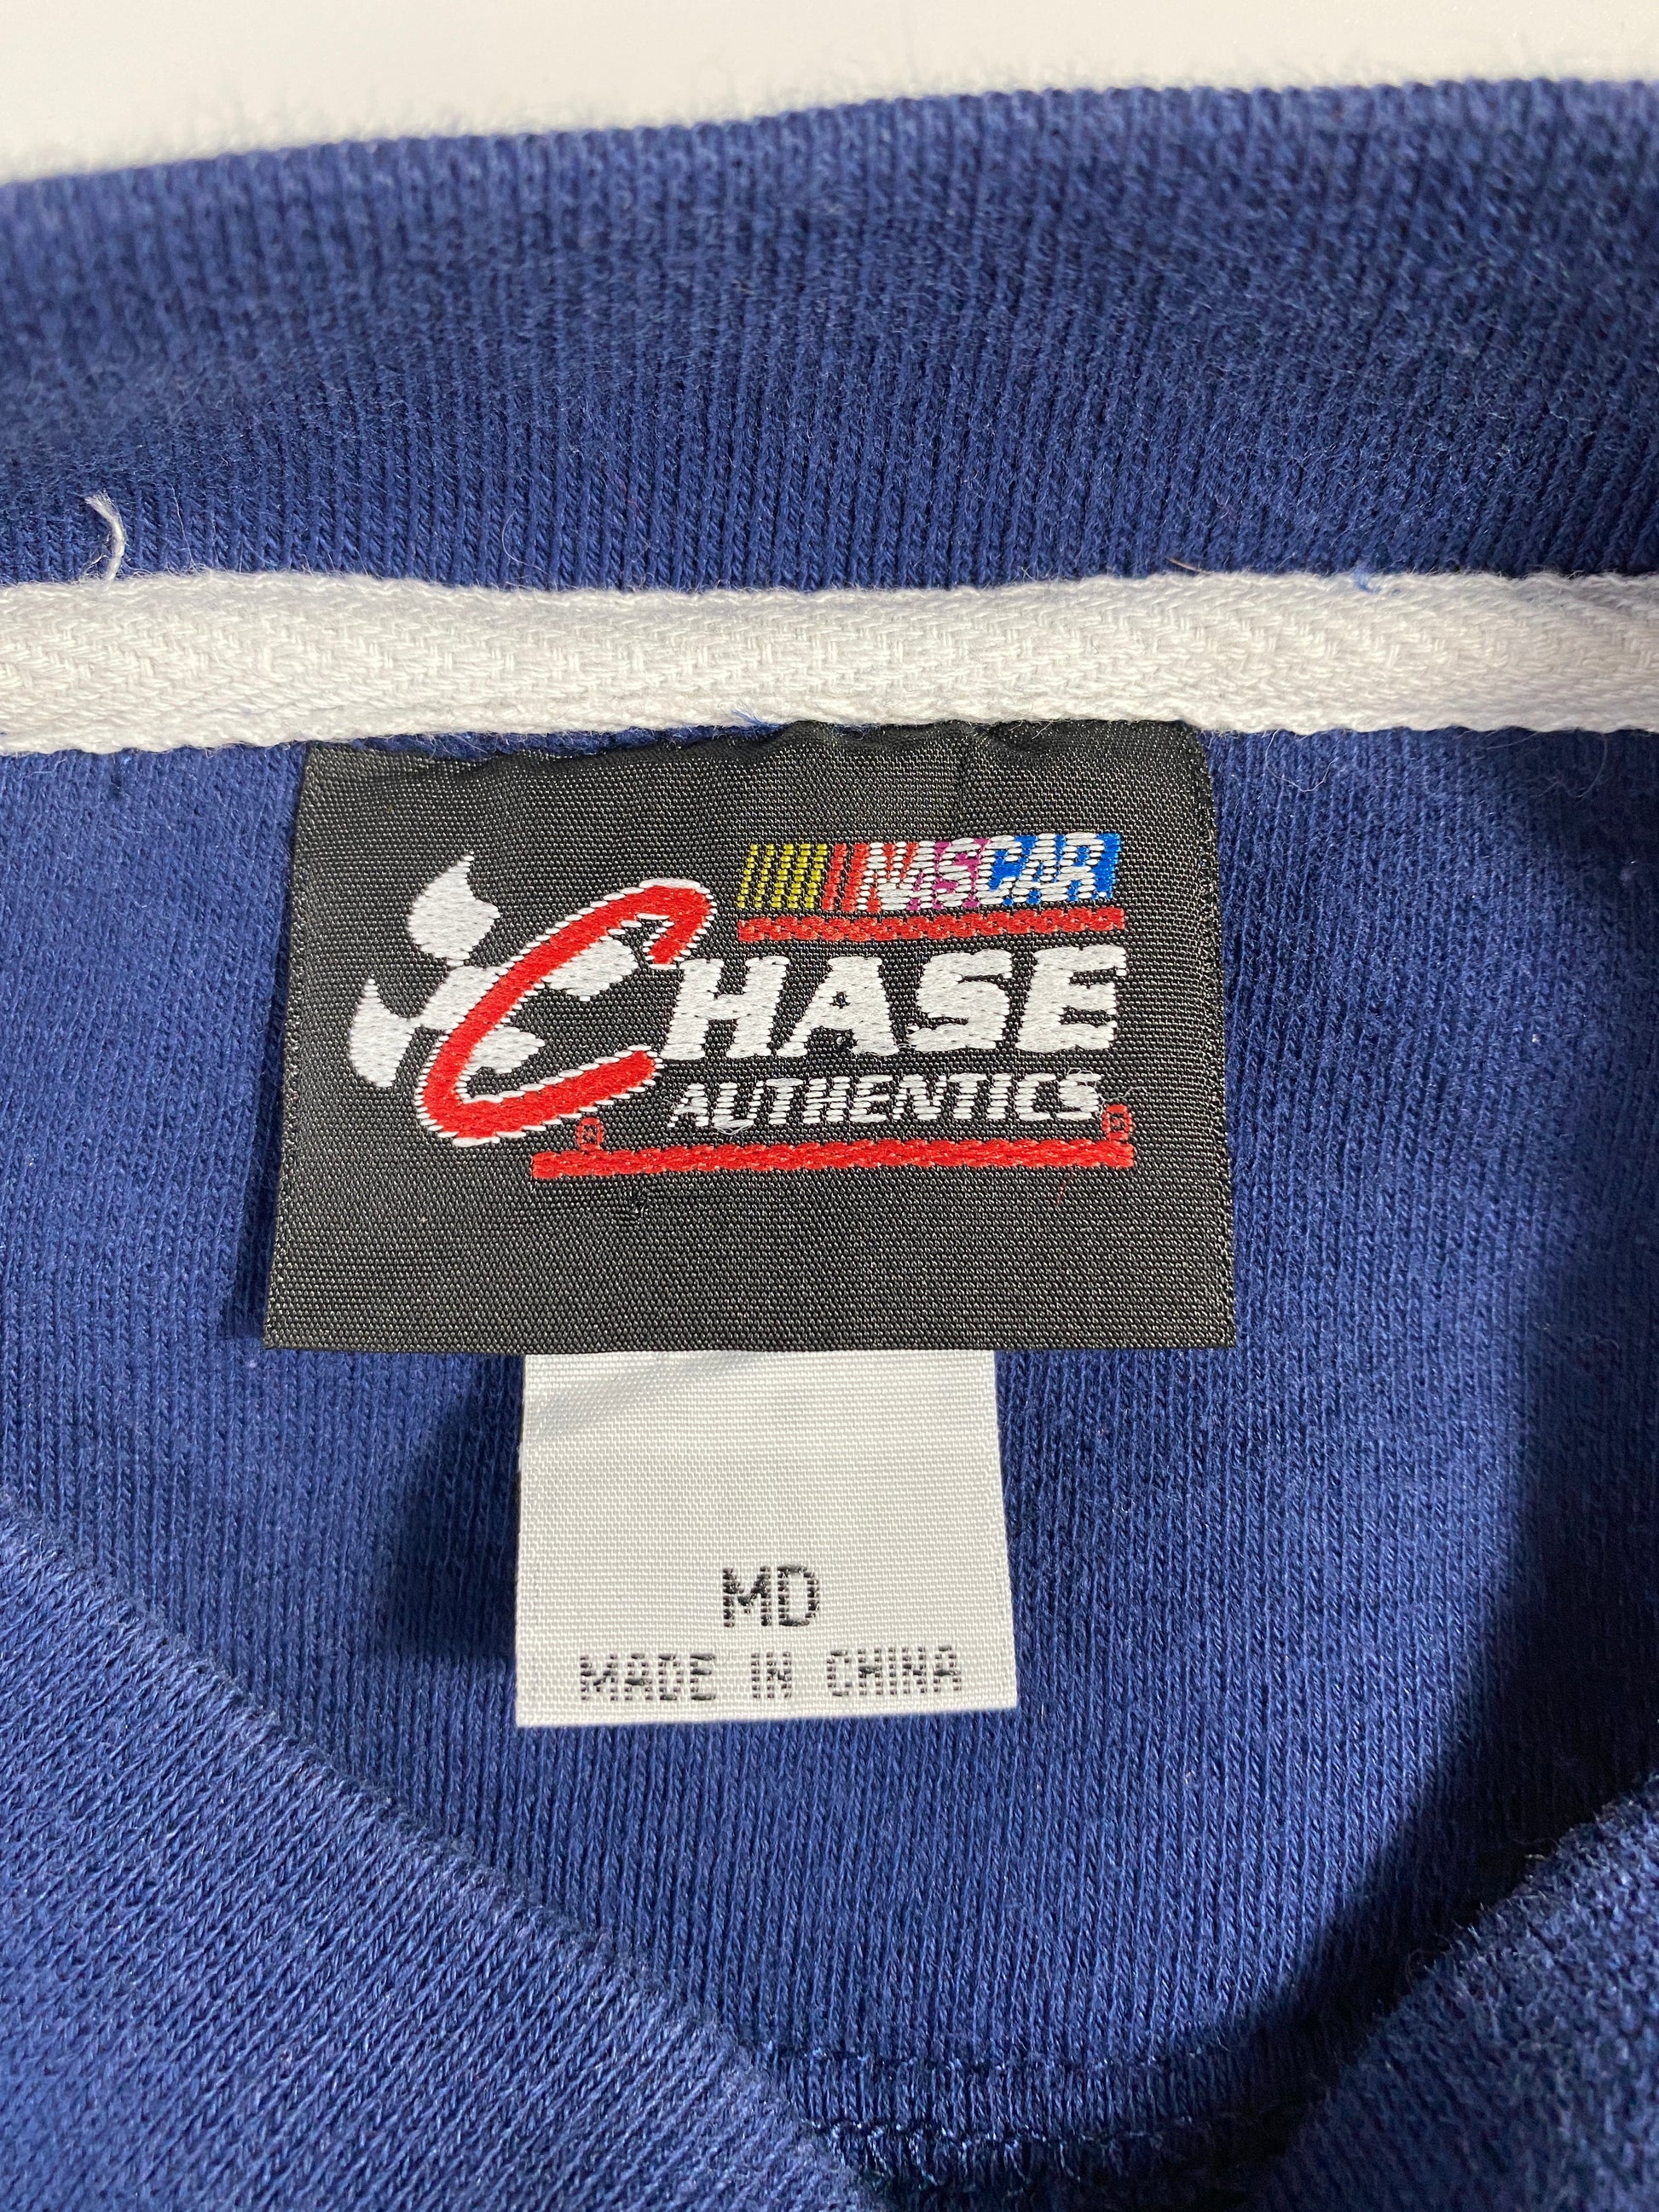 NASCAR
CHASE
AUTHENTICS
MD
MADE IN CHINA